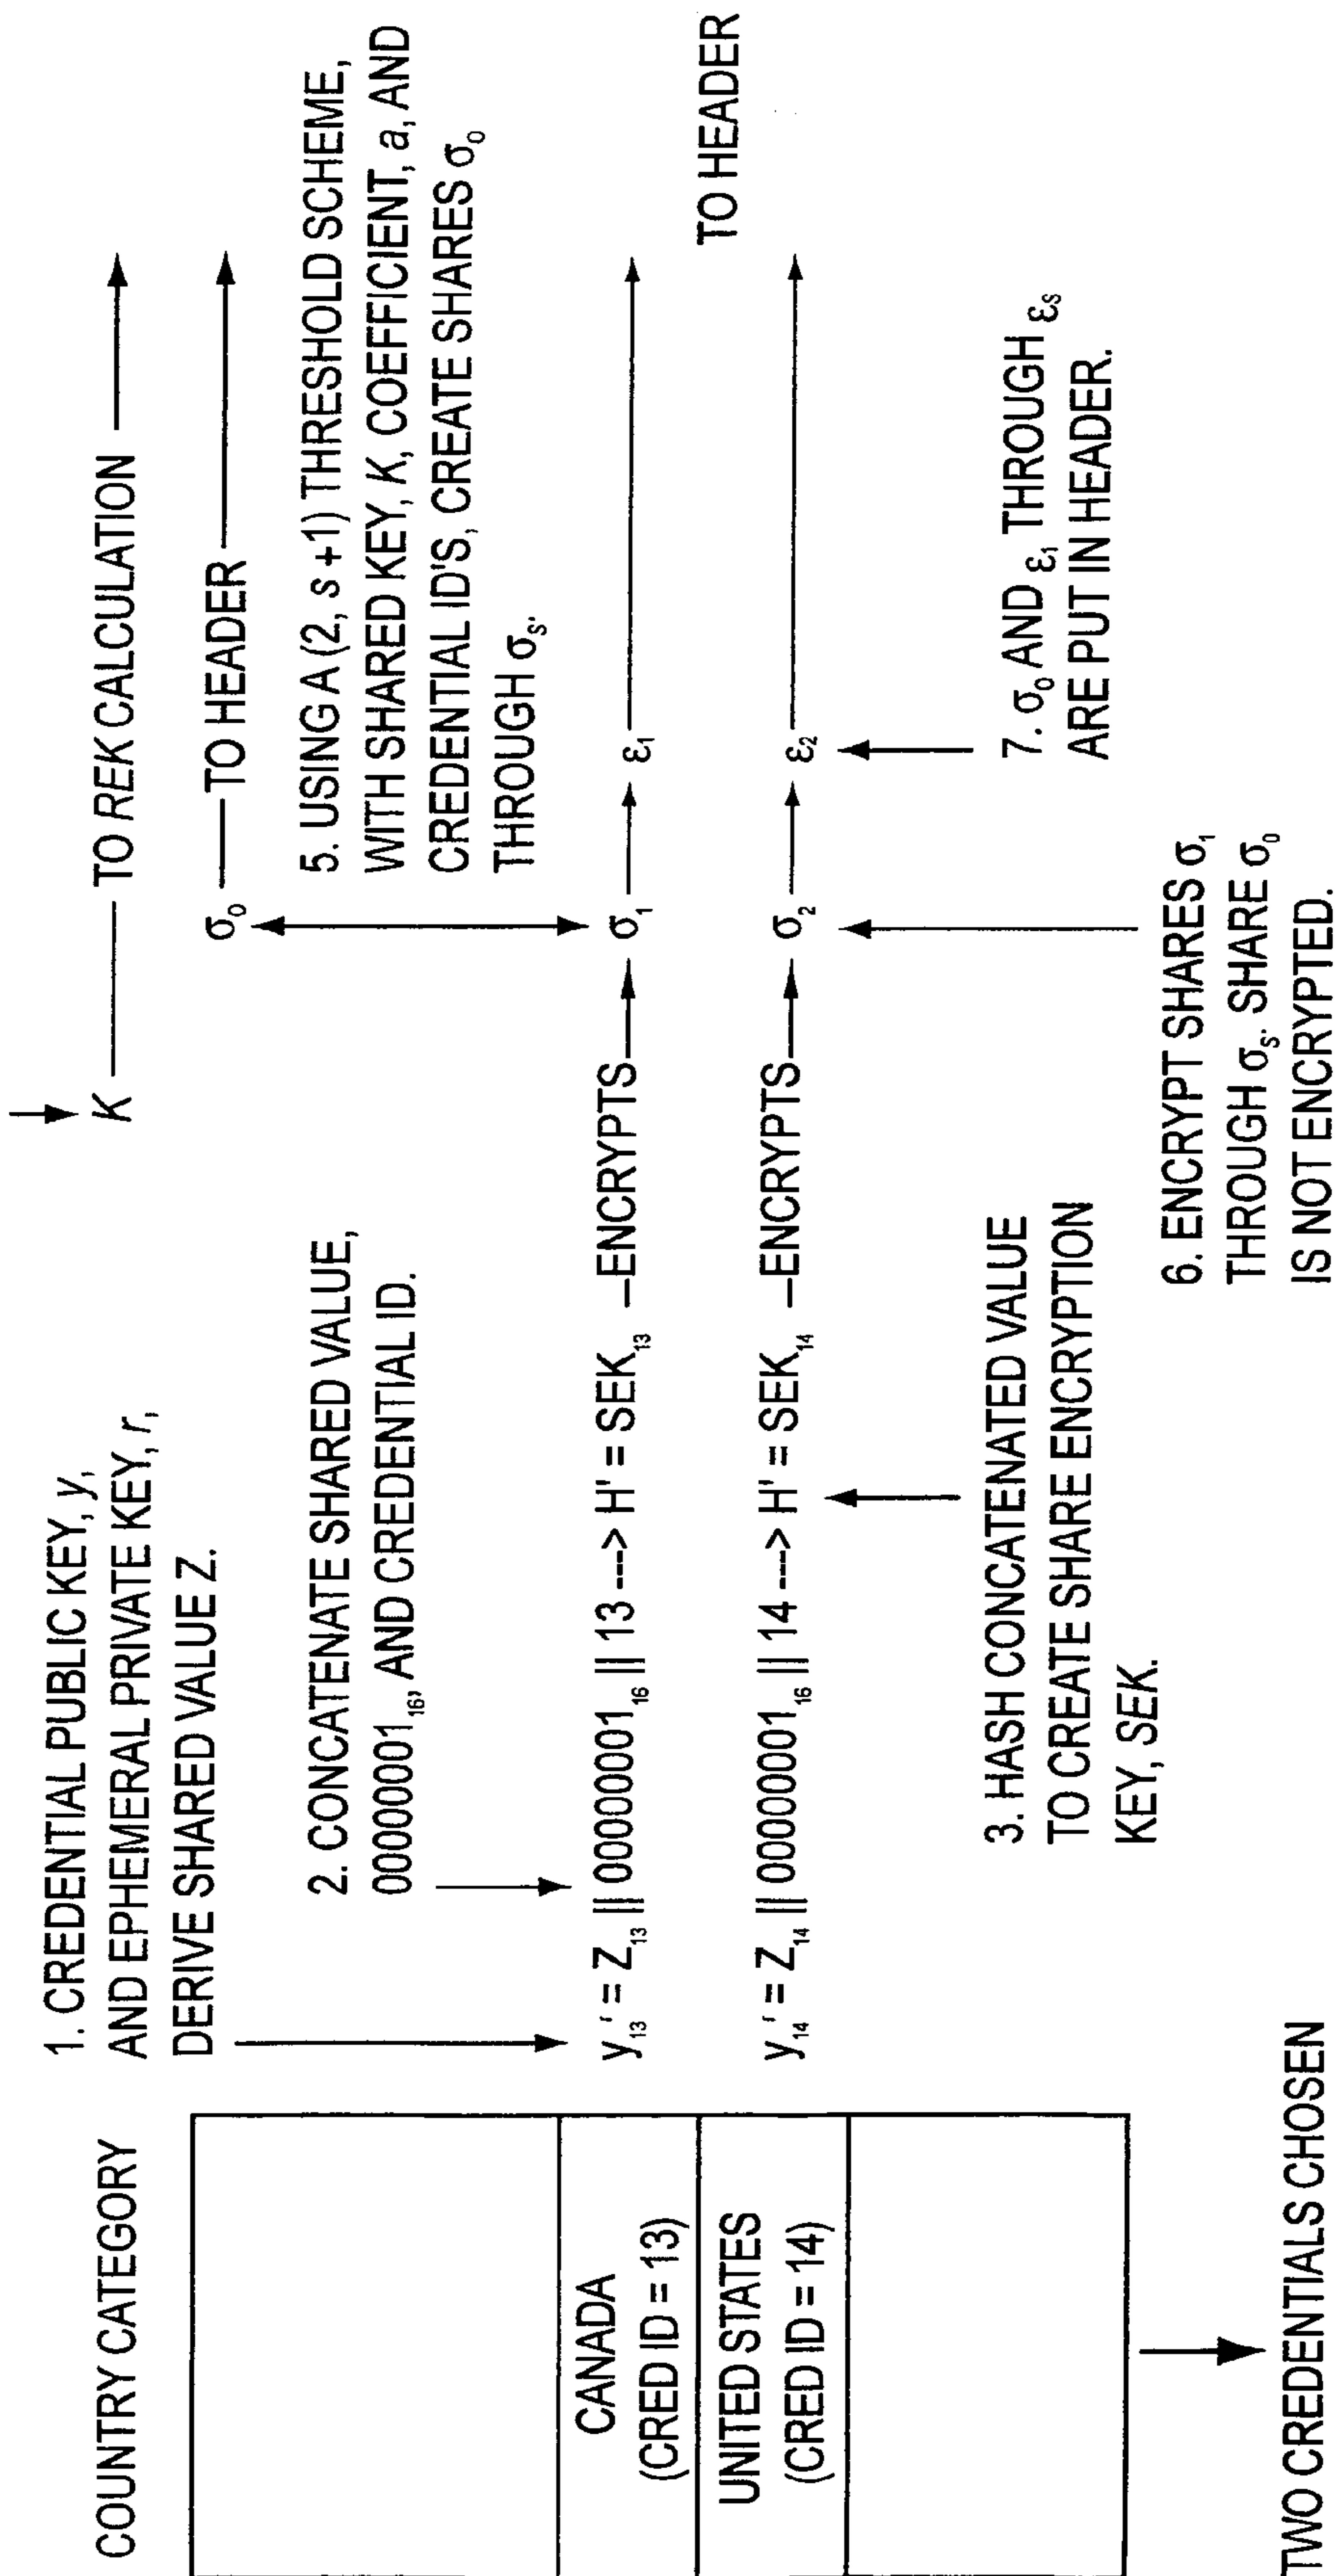 COUNTRY CATEGORY
CANADA
(CRED ID = 13)
UNITED STATES
(CRED ID = 14)
TWO CREDENTIALS CHOSEN
1. CREDENTIAL PUBLIC KEY, y,
AND EPHEMERAL PRIVATE KEY, r,
DERIVE SHARED VALUE Z.
2. CONCATENATE SHARED VALUE,
00000001₁₆, AND CREDENTIAL ID.
y₁₃' = Z₁₃ || 00000001₁₆ || 13 ---> H' = SEK₁₃ –ENCRYPTS
y₁₄' = Z₁₄ || 00000001₁₆ || 14 ---> H' = SEK₁₄ –ENCRYPTS
3. HASH CONCATENATED VALUE
TO CREATE SHARE ENCRYPTION
KEY, SEK.
K TO REK CALCULATION
σ₀ TO HEADER
5. USING A (2, s +1) THRESHOLD SCHEME,
WITH SHARED KEY, K, COEFFICIENT, a, AND
CREDENTIAL ID'S, CREATE SHARES σ₀
THROUGH σₛ.
σ₁ ε₁
TO HEADER
σ₂ ε₂
6. ENCRYPT SHARES σ₁
THROUGH σₛ. SHARE σ₀
IS NOT ENCRYPTED.
7. σ₀ AND ε₁ THROUGH εₛ
ARE PUT IN HEADER.